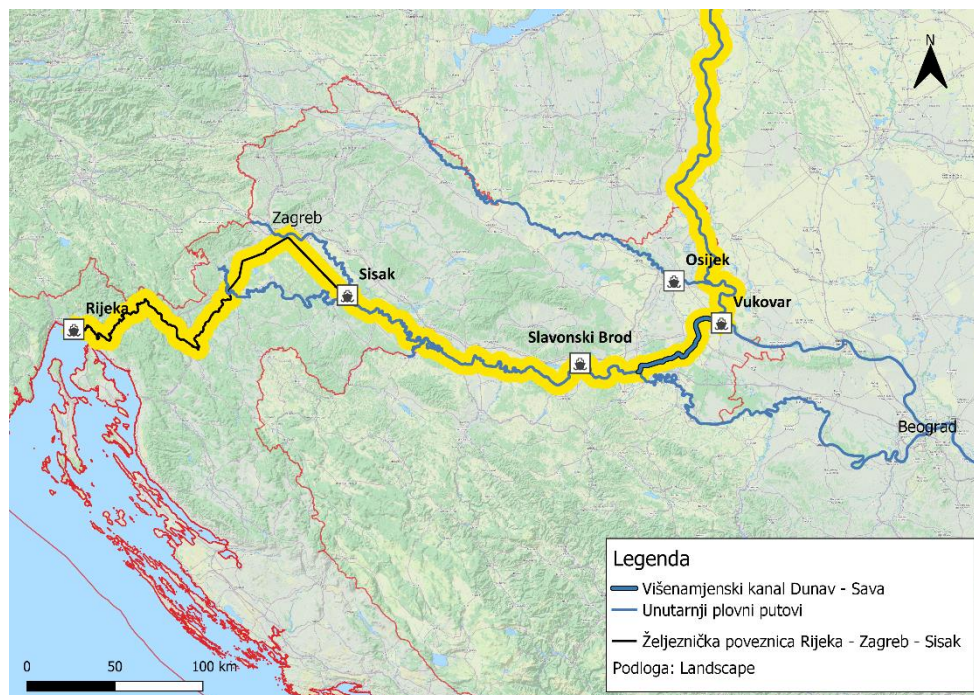 N
Zagreb
Sisak
Osijek
Vukovar
Rijeka
Slavonski Brod
Beograd
Legenda
Višenamjenski kanal Dunav - Sava
Unutarnji plovni putovi
Željeznička poveznica Rijeka - Zagreb - Sisak
Podloga: Landscape
0 50 100 km